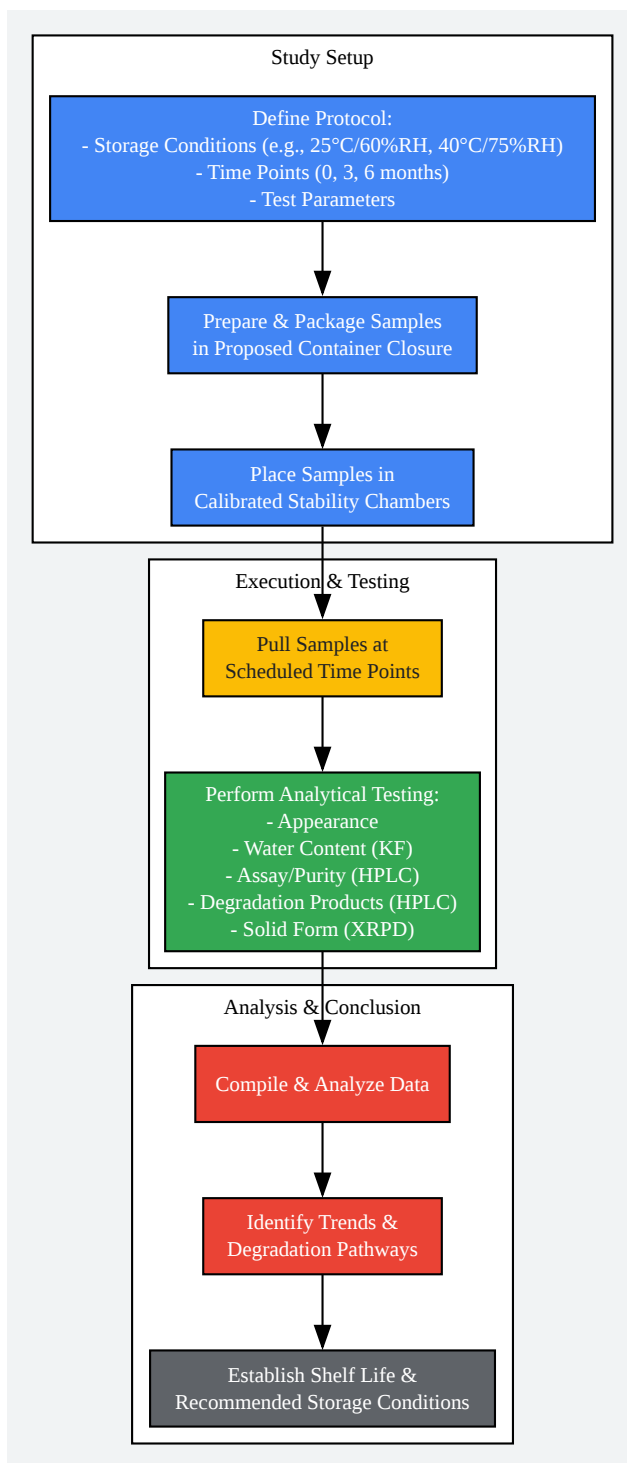 Study Setup
Define Protocol:
- Storage Conditions (e.g., 25°C/60%RH, 40°C/75%RH)
- Time Points (0, 3, 6 months)
- Test Parameters
Prepare & Package Samples
in Proposed Container Closure
Place Samples in
Calibrated Stability Chambers
Execution & Testing
Pull Samples at
Scheduled Time Points
Perform Analytical Testing:
- Appearance
- Water Content (KF)
- Assay/Purity (HPLC)
- Degradation Products (HPLC)
- Solid Form (XRPD)
Analysis & Conclusion
Compile & Analyze Data
Identify Trends &
Degradation Pathways
Establish Shelf Life &
Recommended Storage Conditions